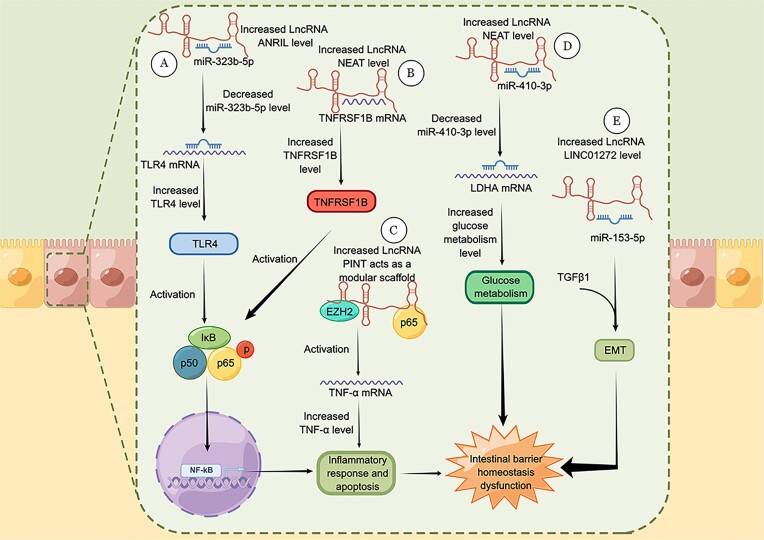 A
Increased LncRNA
ANRIL level
miR-323b-5p
Decreased
miR-323b-5p level
TLR4 mRNA
Increased
TLR4 level
TLR4
Activation
IκB
p50
p65
p
NF-kB
B
Increased LncRNA
NEAT level
TNFRSF1B mRNA
Increased
TNFRSF1B
level
TNFRSF1B
Activation
C
Increased LncRNA
PINT acts as a
modular scaffold
EZH2
p65
Activation
TNF-α mRNA
Increased
TNF-α level
Inflammatory
response and
apoptosis
D
Increased LncRNA
NEAT level
miR-410-3p
Decreased
miR-410-3p level
LDHA mRNA
Increased
glucose
metabolism
level
Glucose
metabolism
E
Increased LncRNA
LINC01272 level
miR-153-5p
TGFβ1
EMT
Intestinal barrier
homeostasis
dysfunction